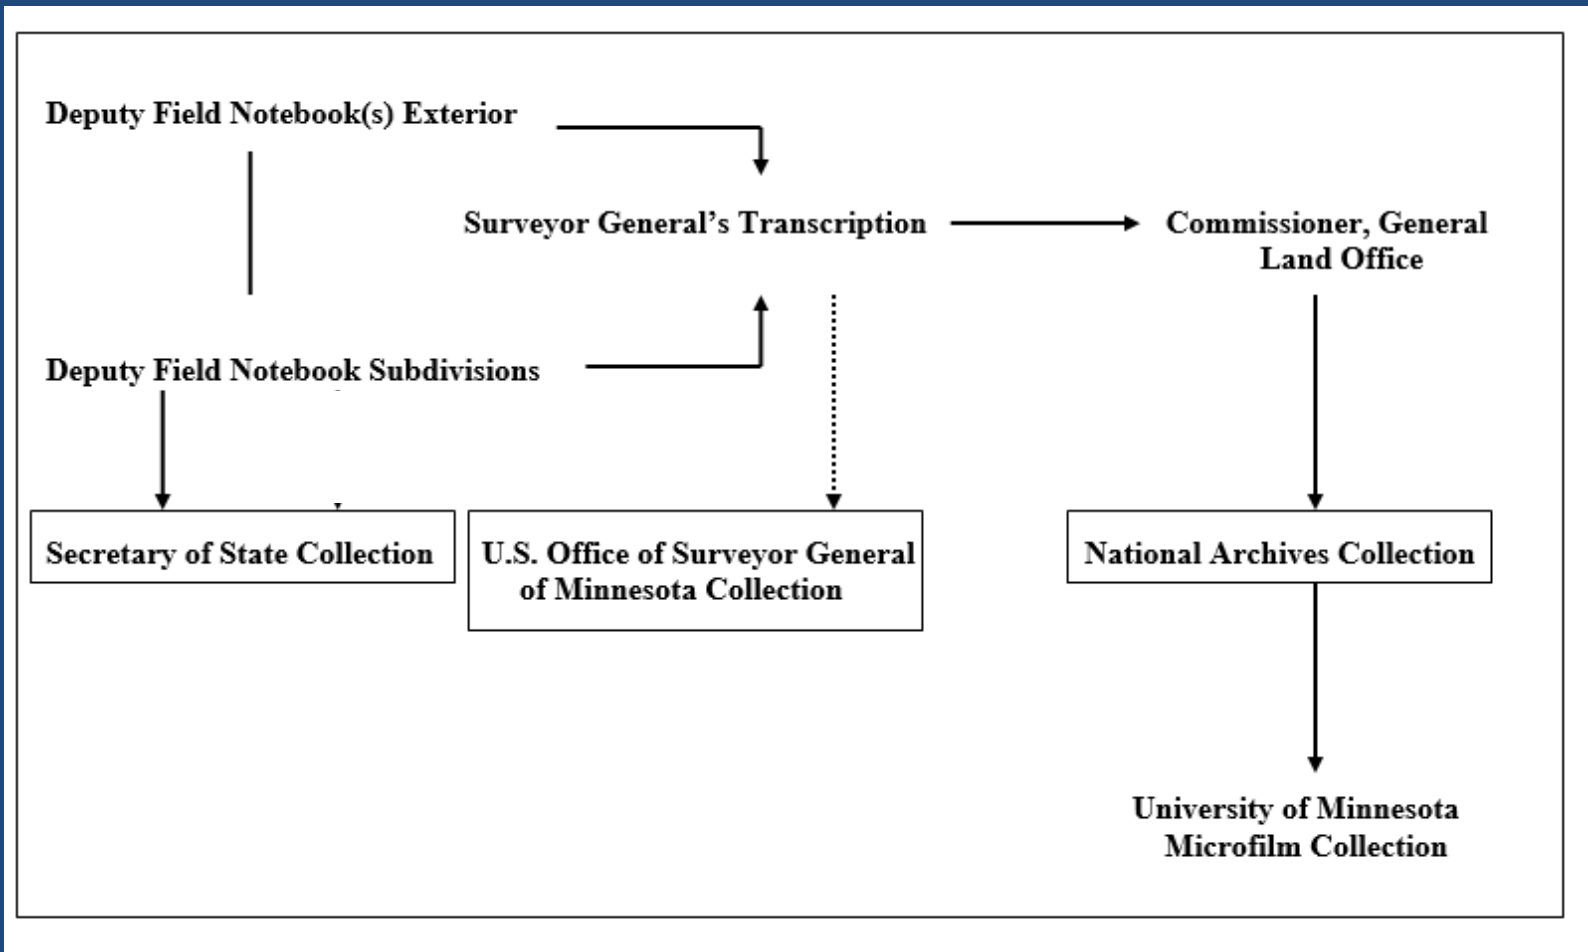 Deputy Field Notebook(s) Exterior
Surveyor General’s Transcription
Commissioner, General
Land Office
Deputy Field Notebook Subdivisions
Secretary of State Collection
U.S. Office of Surveyor General
of Minnesota Collection
National Archives Collection
University of Minnesota
Microfilm Collection